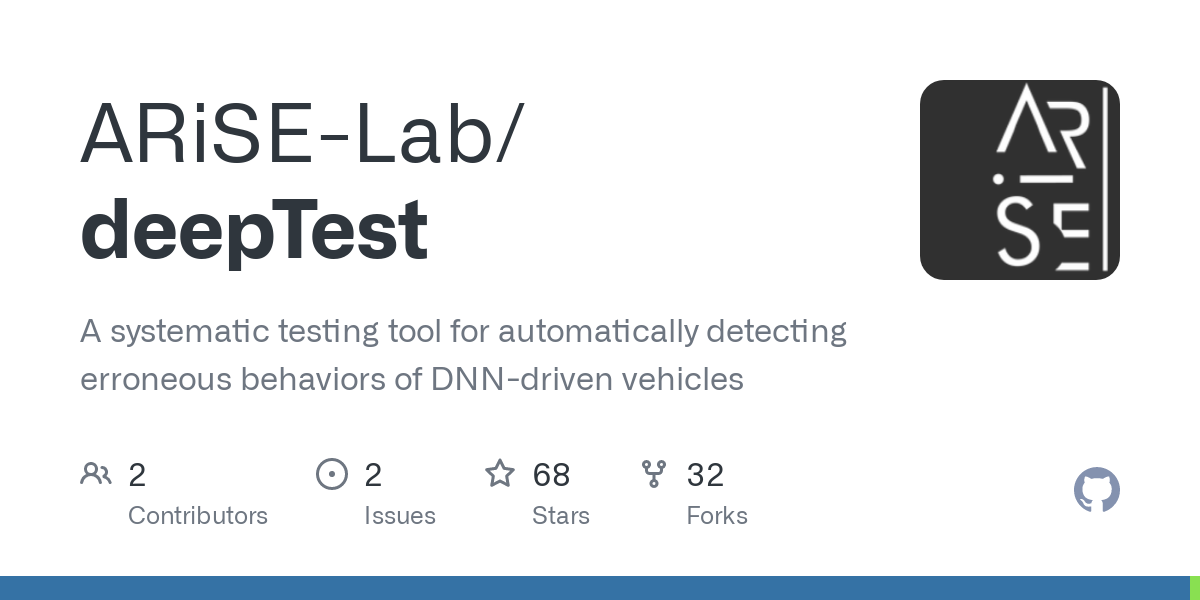 ARiSE-Lab/
deepTest
A systematic testing tool for automatically detecting
erroneous behaviors of DNN-driven vehicles
2
Contributors
2
Issues
68
Stars
32
Forks
AR
i-
SE